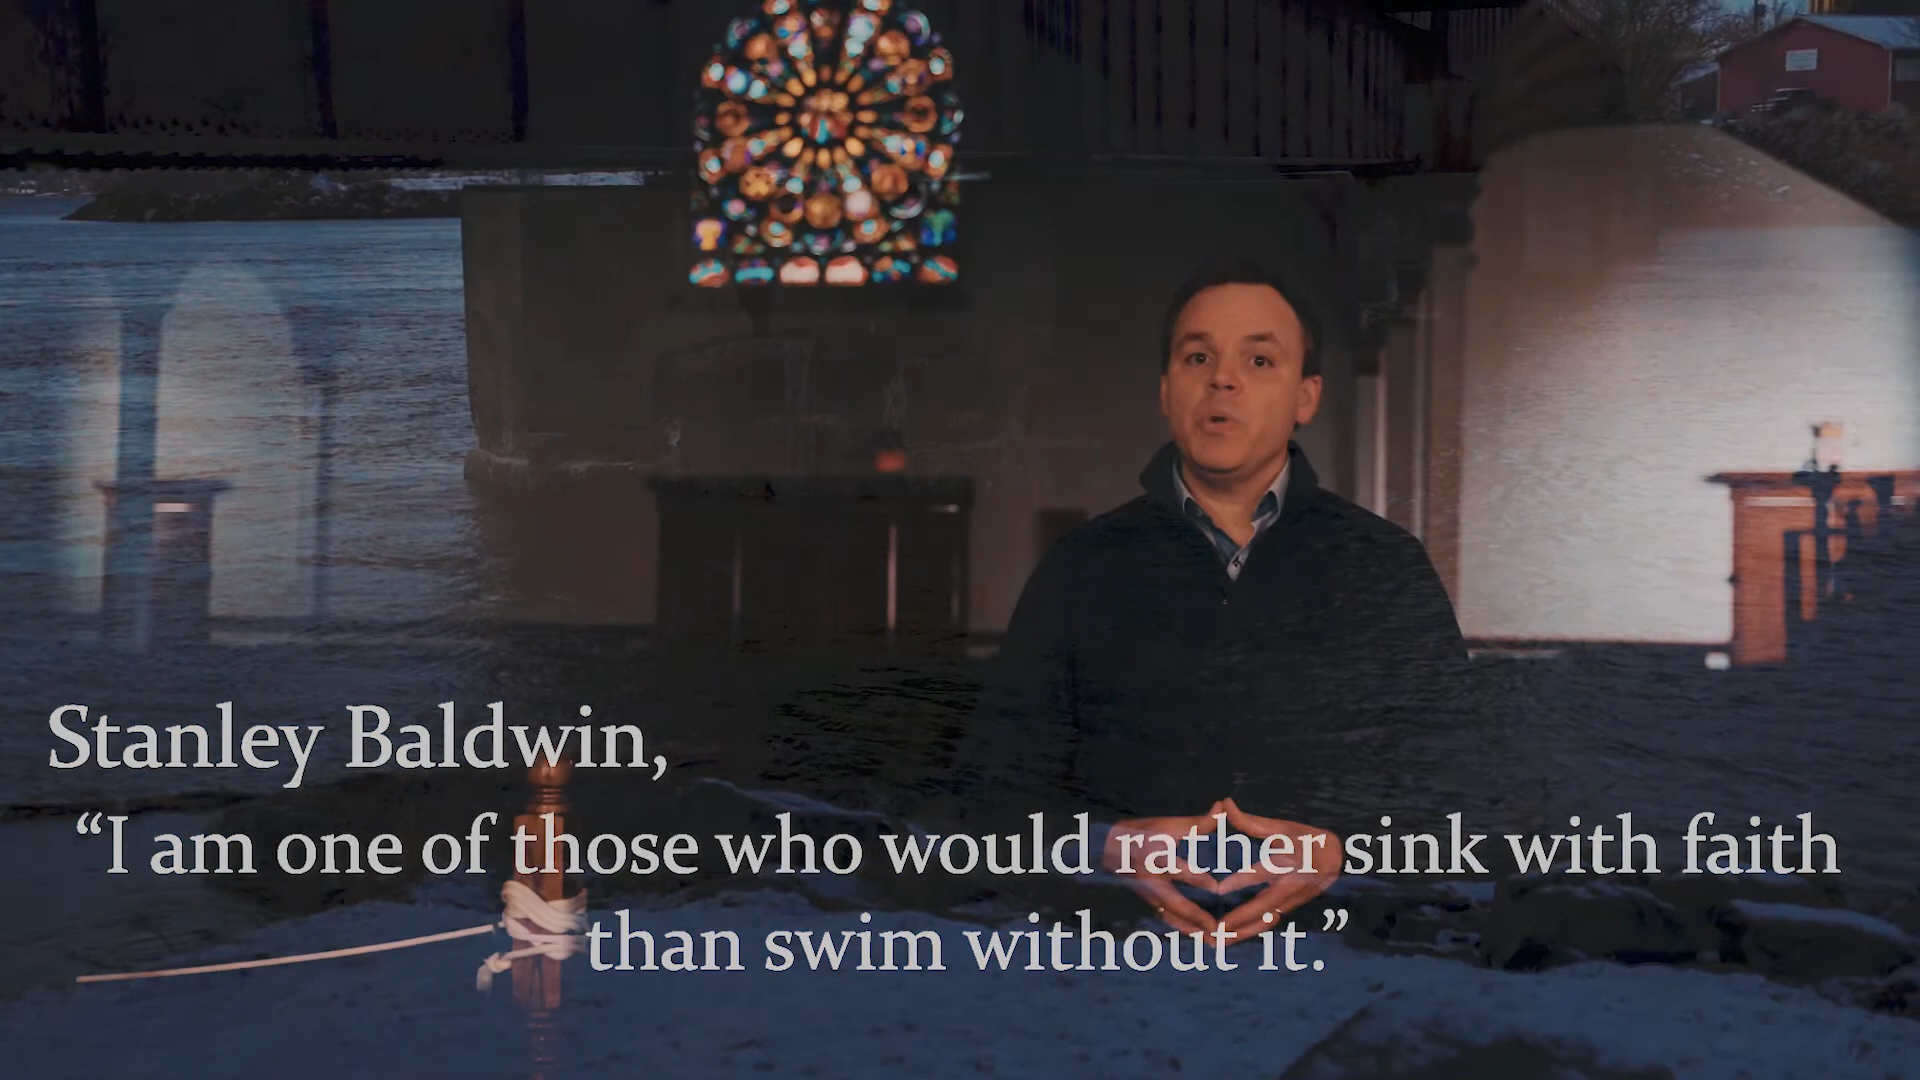 Stanley Baldwin,
“I am one of those who would rather sink with faith
than swim without it.”